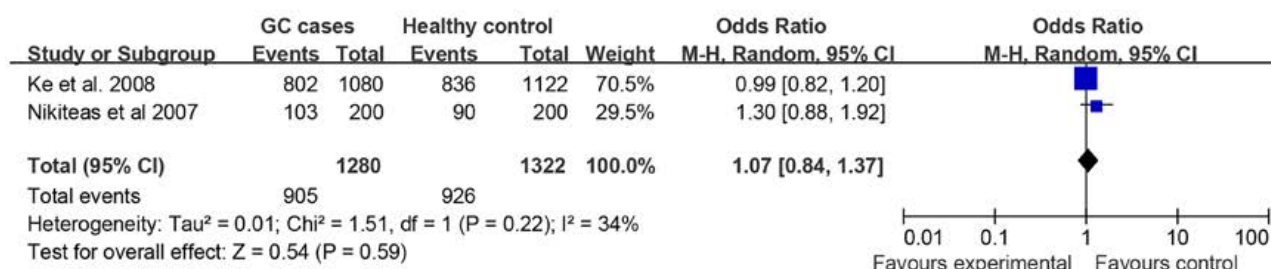 GC cases Healthy control Odds Ratio Odds Ratio
Study or Subgroup Events Total Events Total Weight M-H, Random, 95% CI M-H, Random, 95% CI
Ke et al. 2008 802 1080 836 1122 70.5% 0.99 [0.82, 1.20]
Nikiteas et al 2007 103 200 90 200 29.5% 1.30 [0.88, 1.92]
Total (95% CI) 1280 1322 100.0% 1.07 [0.84, 1.37]
Total events 905 926
Heterogeneity: Tau² = 0.01; Chi² = 1.51, df = 1 (P = 0.22); I² = 34%
Test for overall effect: Z = 0.54 (P = 0.59)
0.01 0.1 1 10 100
Favours experimental Favours control